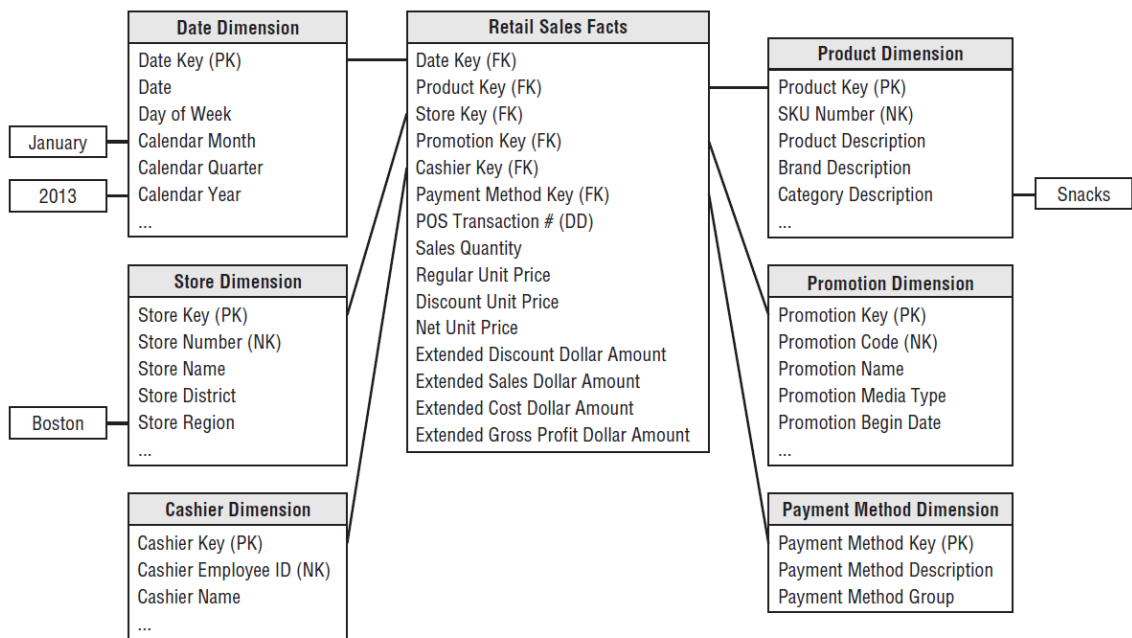 Date Dimension
Date Key (PK)
Date
Day of Week
Calendar Month
Calendar Quarter
Calendar Year
...
January
2013
Store Dimension
Store Key (PK)
Store Number (NK)
Store Name
Store District
Store Region
...
Boston
Cashier Dimension
Cashier Key (PK)
Cashier Employee ID (NK)
Cashier Name
...
Retail Sales Facts
Date Key (FK)
Product Key (FK)
Store Key (FK)
Promotion Key (FK)
Cashier Key (FK)
Payment Method Key (FK)
POS Transaction # (DD)
Sales Quantity
Regular Unit Price
Discount Unit Price
Net Unit Price
Extended Discount Dollar Amount
Extended Sales Dollar Amount
Extended Cost Dollar Amount
Extended Gross Profit Dollar Amount
Product Dimension
Product Key (PK)
SKU Number (NK)
Product Description
Brand Description
Category Description
...
Snacks
Promotion Dimension
Promotion Key (PK)
Promotion Code (NK)
Promotion Name
Promotion Media Type
Promotion Begin Date
...
Payment Method Dimension
Payment Method Key (PK)
Payment Method Description
Payment Method Group